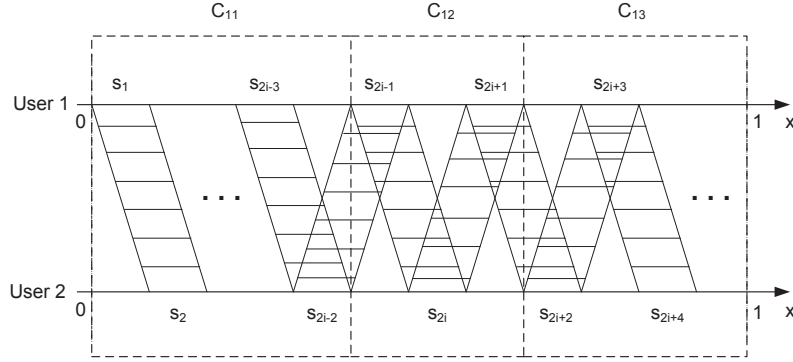 C11 C12 C13
s1 s2i-3 s2i-1 s2i+1 s2i+3
User 1
0 1 x
. . . . . .
User 2
0 1 x
s2 s2i-2 s2i s2i+2 s2i+4